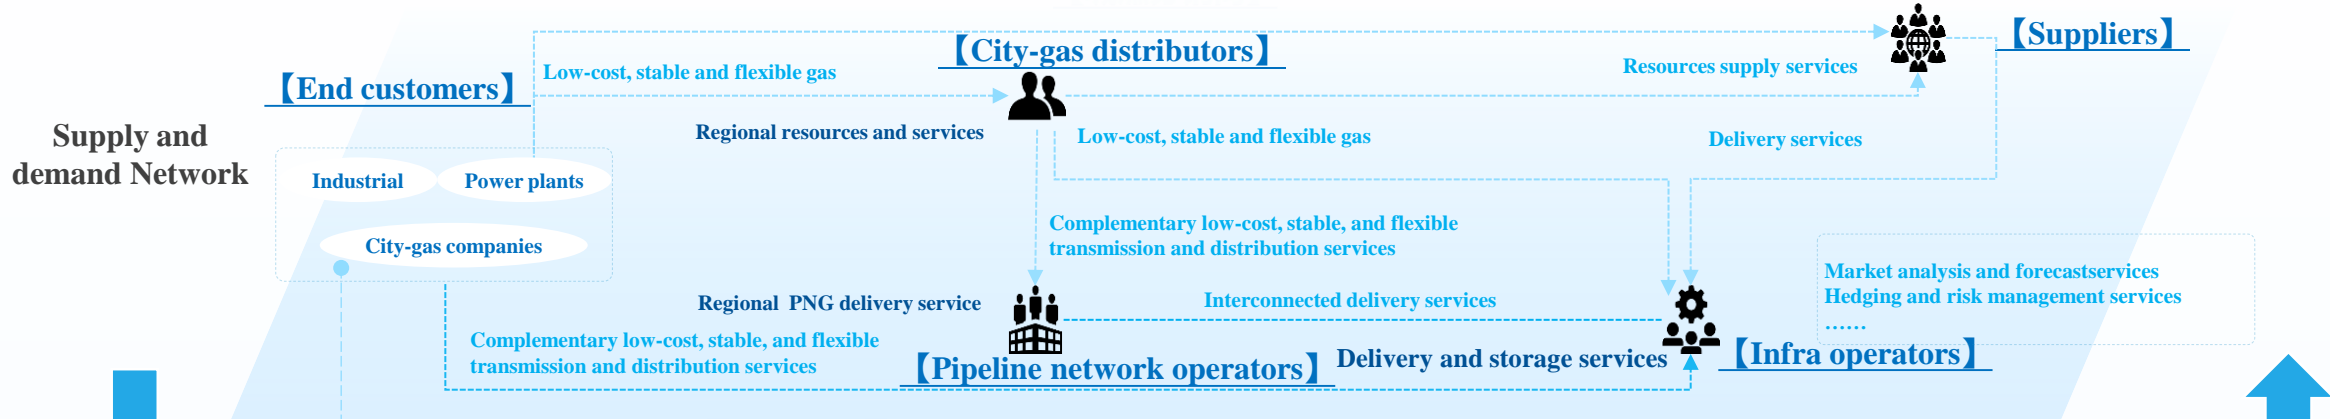 Supply and
demand Network
【End customers】
Industrial
Power plants
City-gas companies
Low-cost, stable and flexible gas
【City-gas distributors】
Regional resources and services
Low-cost, stable and flexible gas
Resources supply services
【Suppliers】
Delivery services
Complementary low-cost, stable, and flexible
transmission and distribution services
Regional  PNG delivery service
Interconnected delivery services
Complementary low-cost, stable, and flexible
transmission and distribution services
【Pipeline network operators】
Delivery and storage services
【Infra operators】
Market analysis and forecastservices
Hedging and risk management services
……